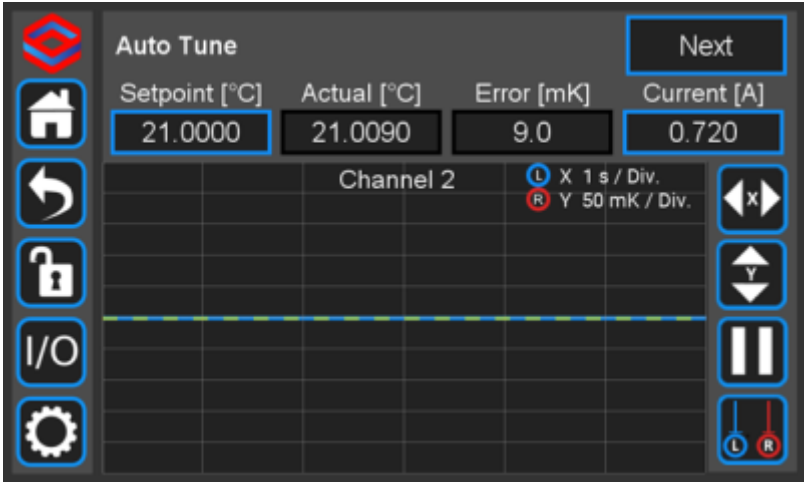 Auto Tune
Next
Setpoint [°C] Actual [°C] Error [mK] Current [A]
21.0000 21.0090 9.0 0.720
Channel 2
L X 1 s / Div.
R Y 50 mK / Div.
X
Y
I/O
L R